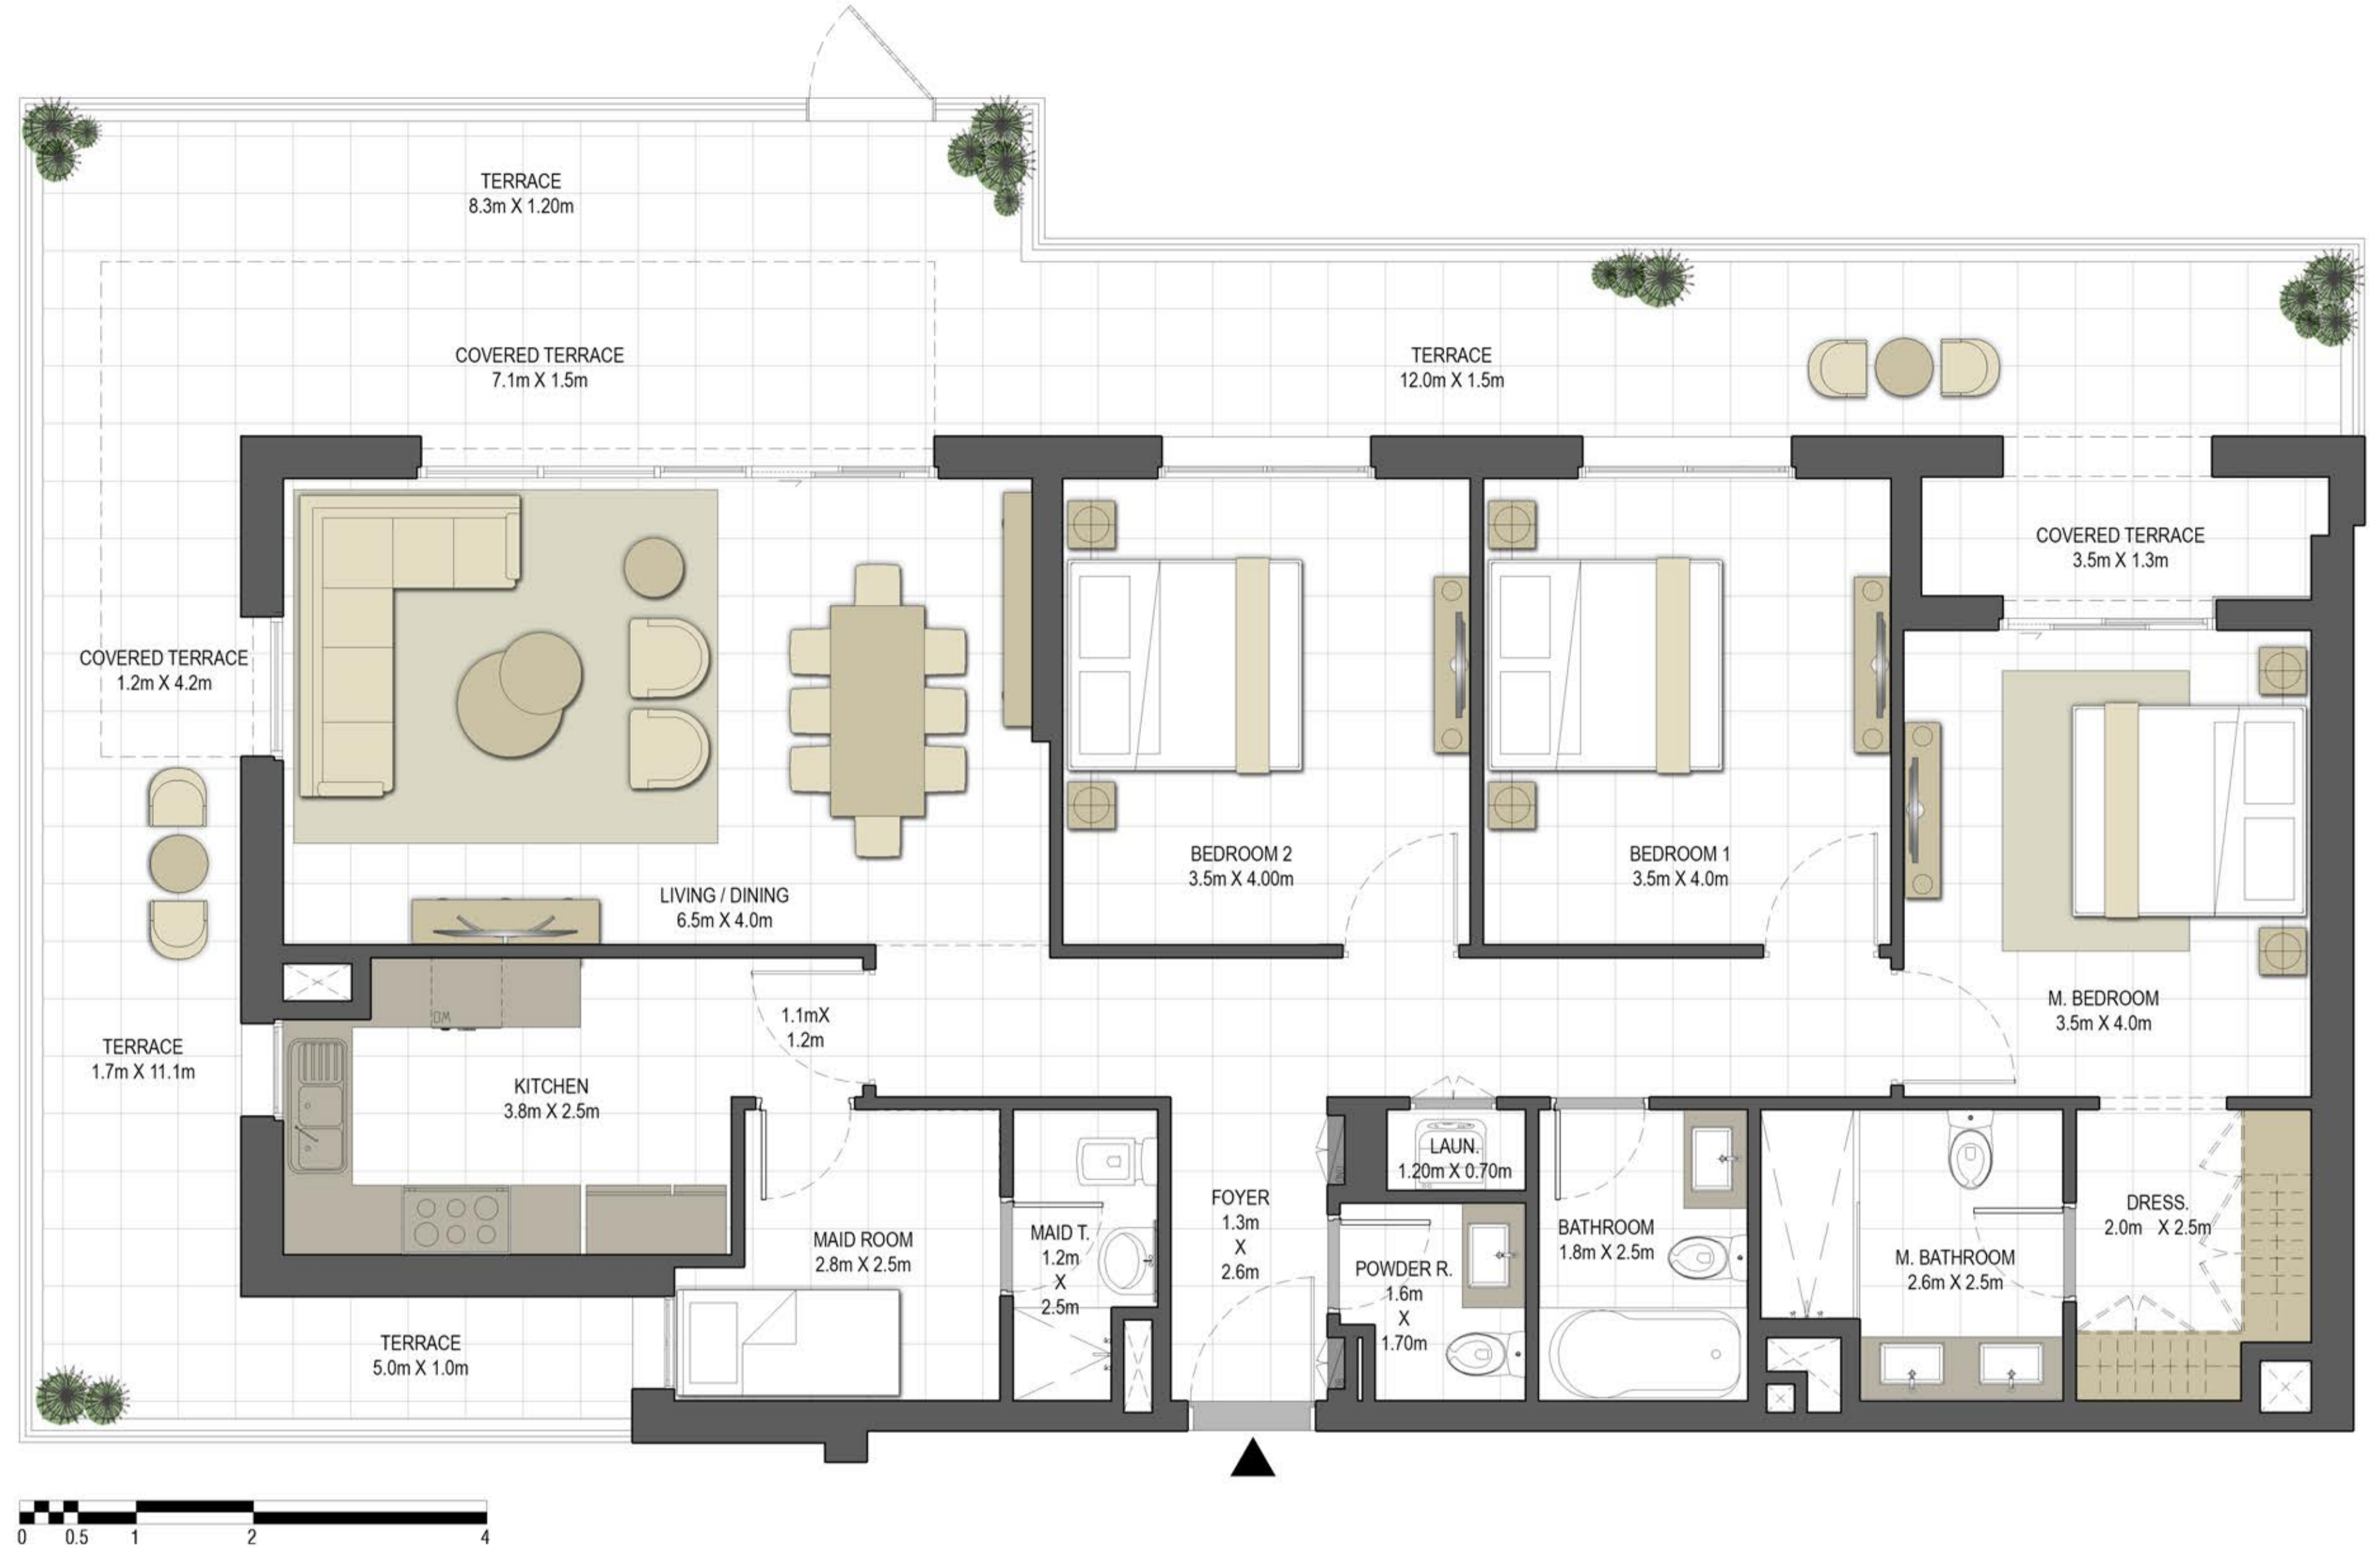 TERRACE
8.3m X 1.20m
COVERED TERRACE
7.1m X 1.5m
TERRACE
12.0m X 1.5m
COVERED TERRACE
3.5m X 1.3m
COVERED TERRACE
1.2m X 4.2m
BEDROOM 2
3.5m X 4.00m
BEDROOM 1
3.5m X 4.0m
LIVING / DINING
6.5m X 4.0m
M. BEDROOM
3.5m X 4.0m
DW
1.1mX
1.2m
TERRACE
1.7m X 11.1m
KITCHEN
3.8m X 2.5m
LAUN.
1.20m X 0.70m
FOYER
1.3m
X
2.6m
DRESS.
2.0m X 2.5m
MAID ROOM
2.8m X 2.5m
MAID T.
1.2m
X
2.5m
BATHROOM
1.8m X 2.5m
M. BATHROOM
2.6m X 2.5m
POWDER R.
1.6m
X
1.70m
TERRACE
5.0m X 1.0m
0 0.5 1 2 4